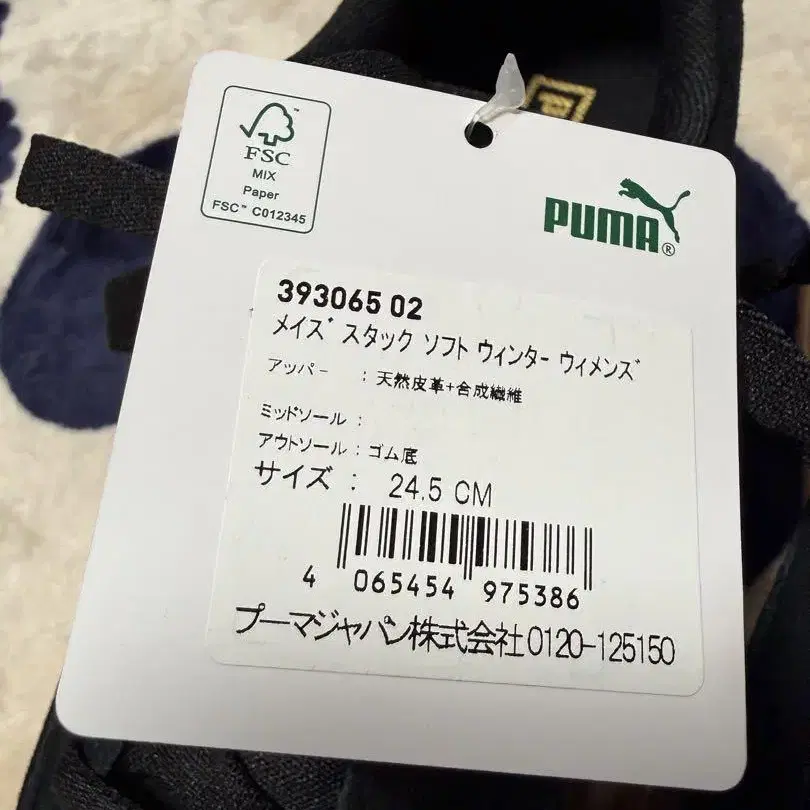 FSC
MIX
Paper
FSC™ C012345
PUMA®
393065 02
メイズ スタック ソフト ウィンター ウィメンズ
アッパー : 天然皮革+合成繊維
ミッドソール :
アウトソール : ゴム底
サイズ : 24.5 CM
4 065454 975386
プーマジャパン株式会社0120-125150